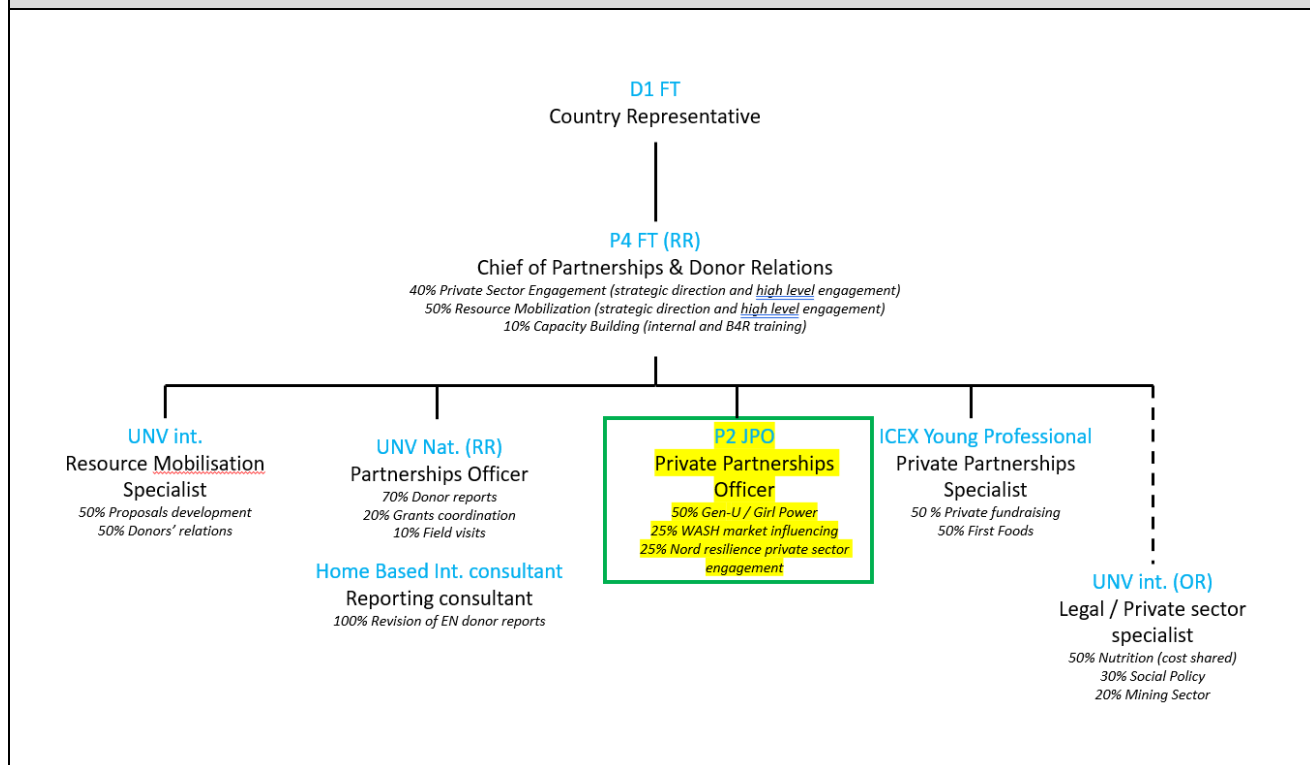 D1 FT
Country Representative
P4 FT (RR)
Chief of Partnerships & Donor Relations
40% Private Sector Engagement (strategic direction and high level engagement)
50% Resource Mobilization (strategic direction and high level engagement)
10% Capacity Building (internal and B4R training)
UNV int.
Resource Mobilisation
Specialist
50% Proposals development
50% Donors' relations
UNV Nat. (RR)
Partnerships Officer
70% Donor reports
20% Grants coordination
10% Field visits
Home Based Int. consultant
Reporting consultant
100% Revision of EN donor reports
P2 JPO
Private Partnerships
Officer
50% Gen-U / Girl Power
25% WASH market influencing
25% Nord resilience private sector
engagement
ICEX Young Professional
Private Partnerships
Specialist
50 % Private fundraising
50% First Foods
UNV int. (OR)
Legal / Private sector
specialist
50% Nutrition (cost shared)
30% Social Policy
20% Mining Sector